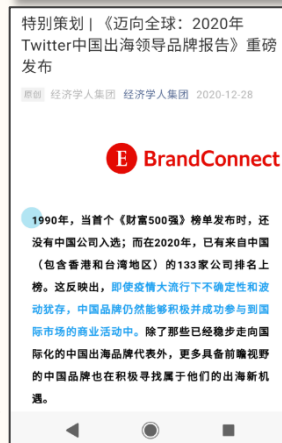 特别策划 | 《迈向全球：2020年
Twitter中国出海领导品牌报告》重磅
发布
原创 经济学人集团 经济学人集团 2020-12-28
E BrandConnect
1990年，当首个《财富500强》榜单发布时，还
没有中国公司入选；而在2020年，已有来自中国
（包含香港和台湾地区）的133家公司排名上
榜。这反映出，即使疫情大流行下不确定性和波
动犹存，中国品牌仍然能够积极并成功参与到国
际市场的商业活动中。除了那些已经稳步走向国
际化的中国出海品牌代表外，更多具备前瞻视野
的中国品牌也在积极寻找属于他们的出海新机
遇。